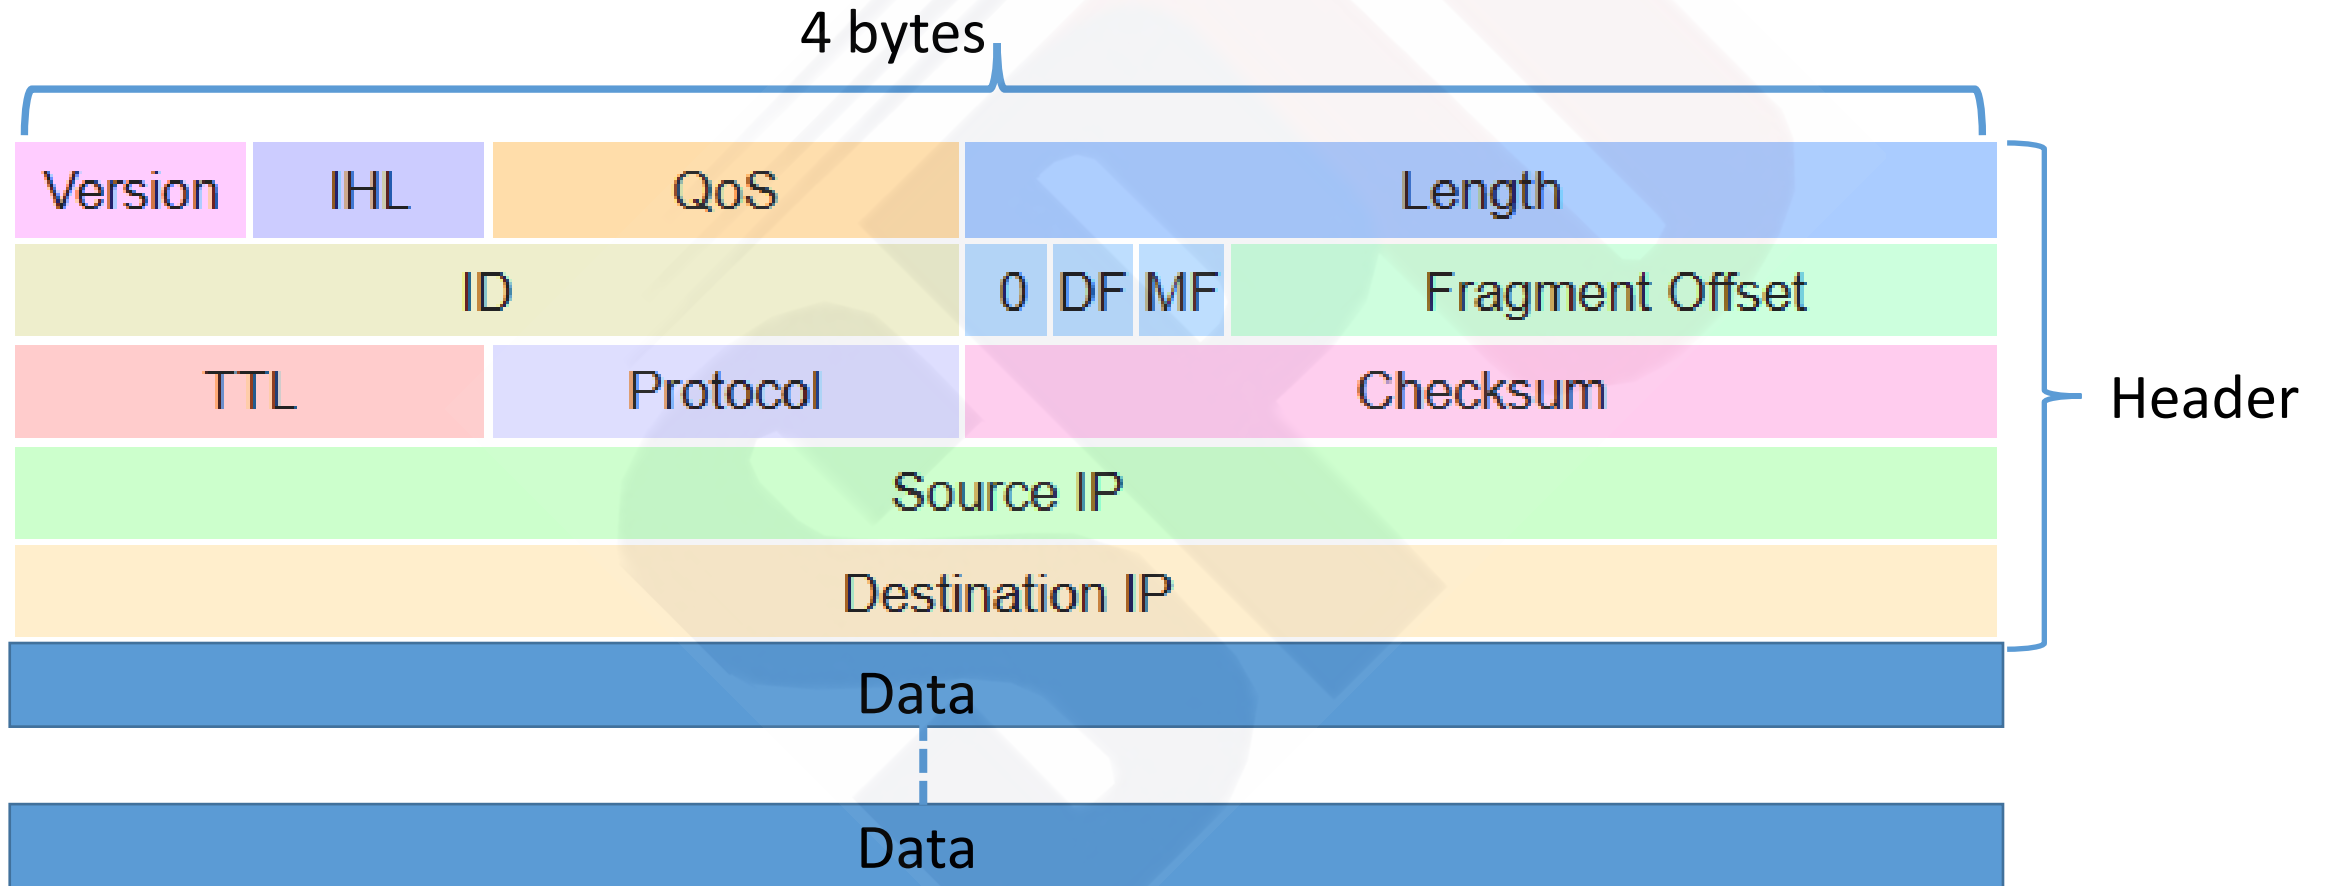 4 bytes
Version IHL QoS Length
ID 0 DF MF Fragment Offset
TTL Protocol Checksum
Header
Source IP
Destination IP
Data
Data